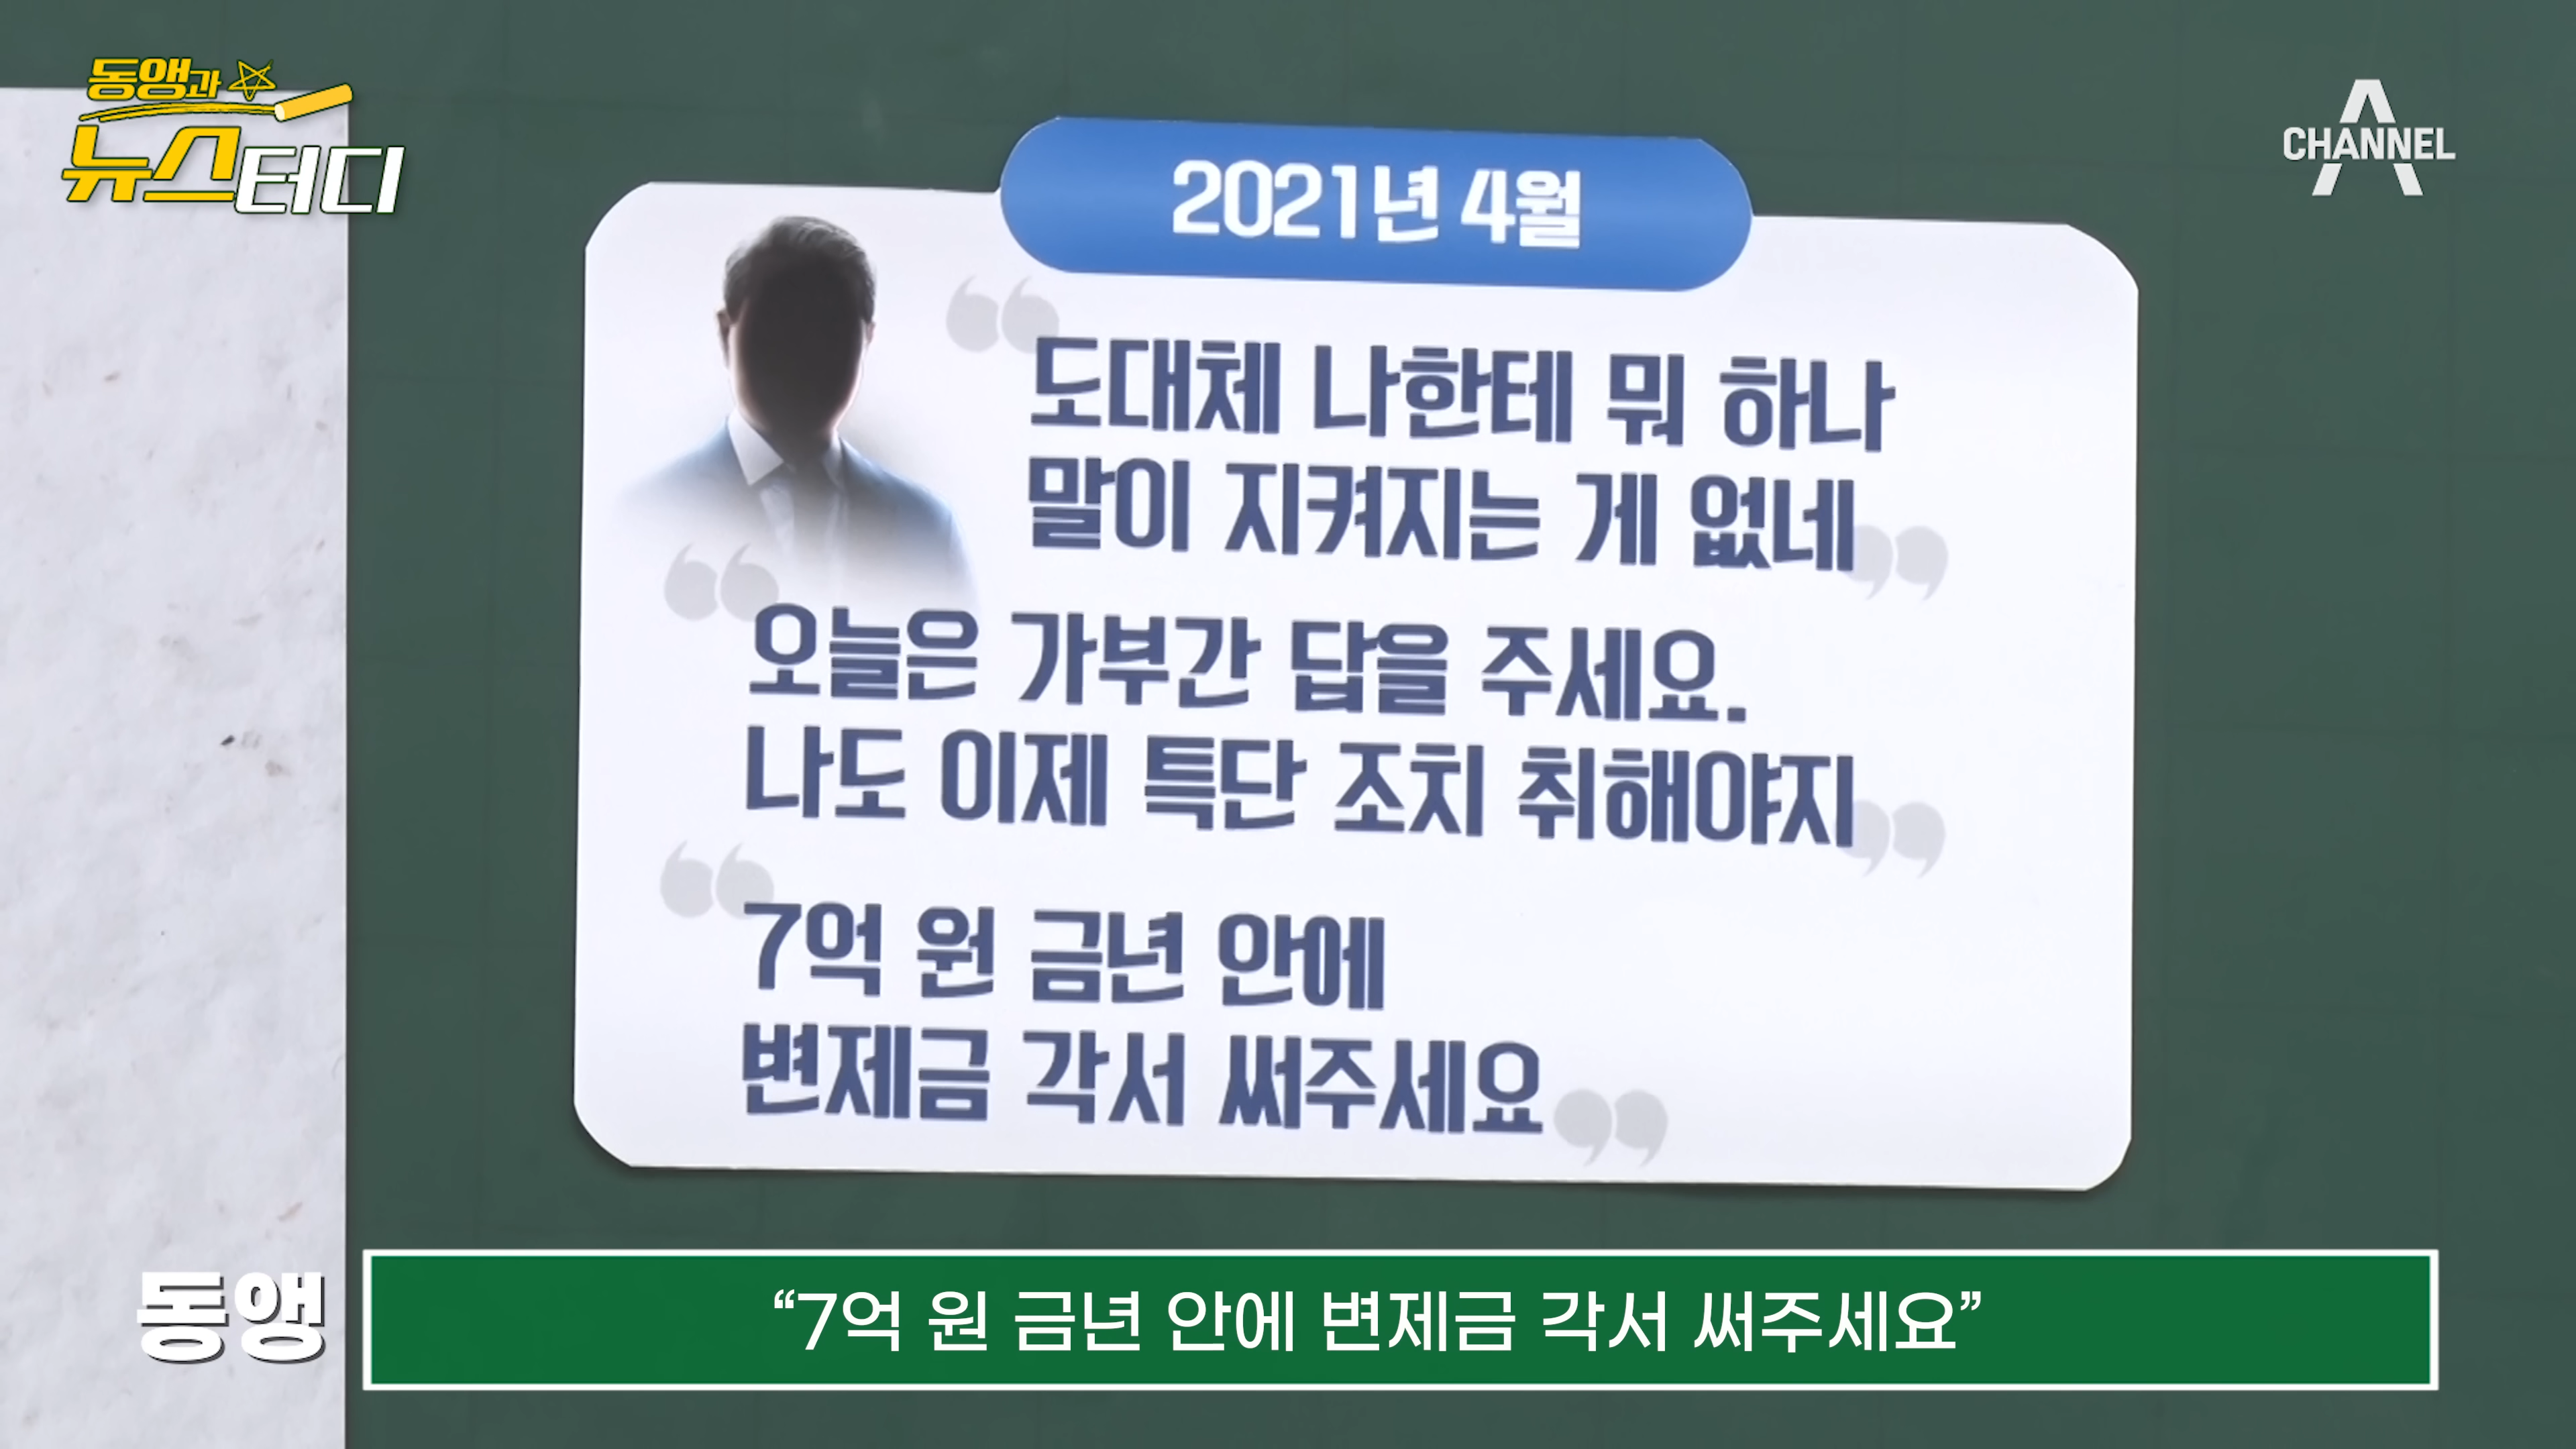 동앵과
뉴스터디
CHANNEL A
2021년 4월
“도대체 나한테 뭐 하나
말이 지켜지는 게 없네”
“오늘은 가부간 답을 주세요.
나도 이제 특단 조치 취해야지”
“7억 원 금년 안에
변제금 각서 써주세요”
동앵
“7억 원 금년 안에 변제금 각서 써주세요”